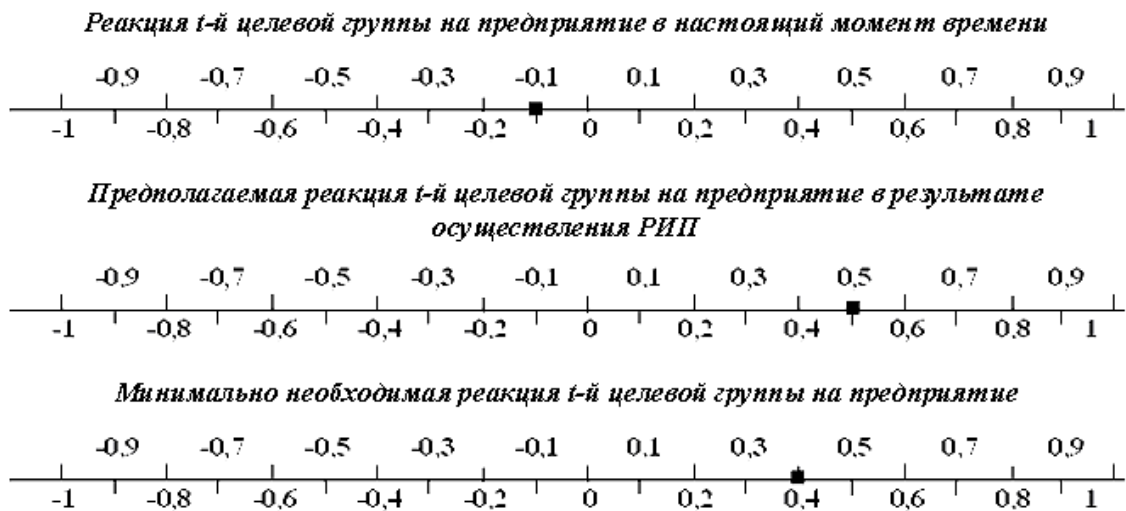 Реакция t-й целевой группы на предприятие в настоящий момент времени
-0,9 -0,7 -0,5 -0,3 -0,1 0,1 0,3 0,5 0,7 0,9
-1 -0,8 -0,6 -0,4 -0,2 0 0,2 0,4 0,6 0,8 1
Предполагаемая реакция t-й целевой группы на предприятие в результате
осуществления РИП
-0,9 -0,7 -0,5 -0,3 -0,1 0,1 0,3 0,5 0,7 0,9
-1 -0,8 -0,6 -0,4 -0,2 0 0,2 0,4 0,6 0,8 1
Минимально необходимая реакция t-й целевой группы на предприятие
-0,9 -0,7 -0,5 -0,3 -0,1 0,1 0,3 0,5 0,7 0,9
-1 -0,8 -0,6 -0,4 -0,2 0 0,2 0,4 0,6 0,8 1